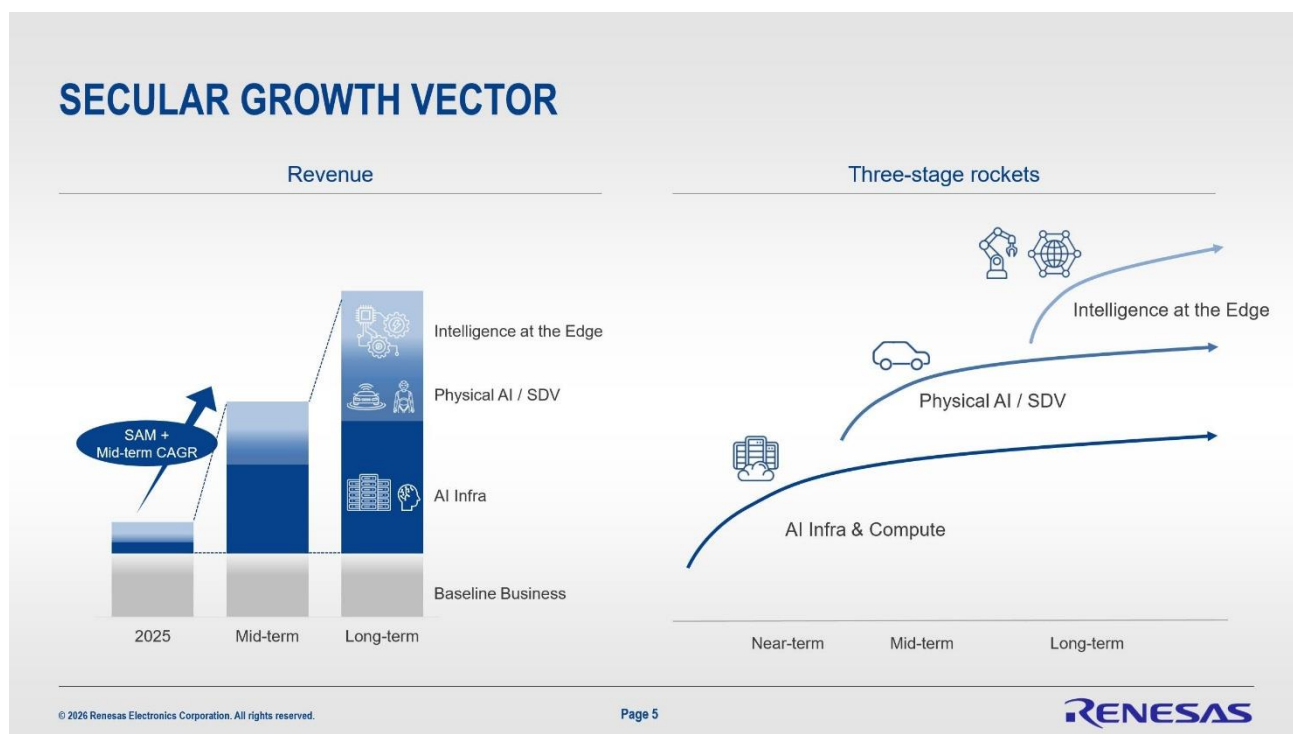 SECULAR GROWTH VECTOR
Revenue
SAM +
Mid-term CAGR
Intelligence at the Edge
Physical AI / SDV
AI Infra
Baseline Business
2025
Mid-term
Long-term
Three-stage rockets
Intelligence at the Edge
Physical AI / SDV
AI Infra & Compute
Near-term
Mid-term
Long-term
© 2026 Renesas Electronics Corporation. All rights reserved.
Page 5
RENESAS